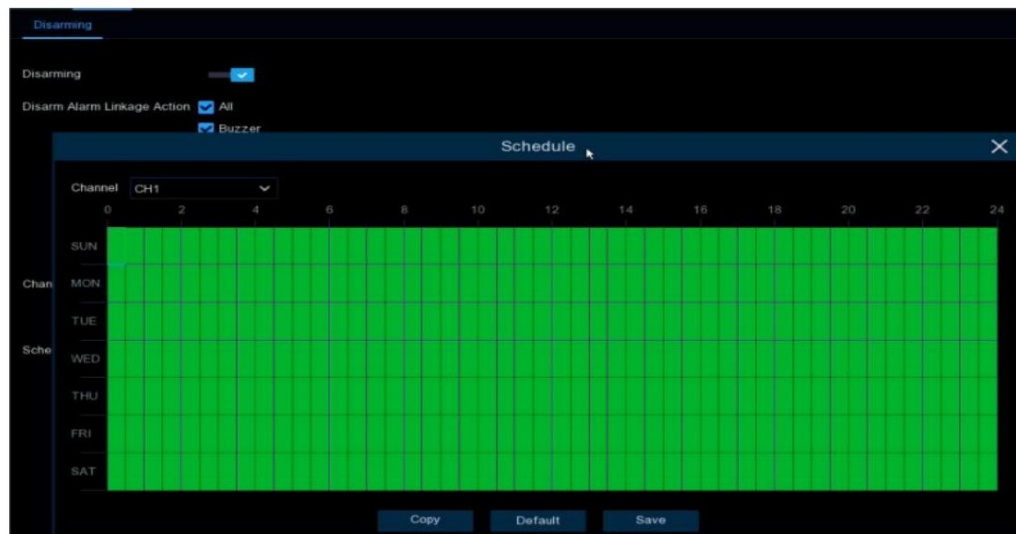 Disarming
Disarming
Disarm Alarm Linkage Action All
Buzzer
Schedule
Channel CH1
0 2 4 6 8 10 12 14 16 18 20 22 24
SUN
Chan MON
TUE
Sche WED
THU
FRI
SAT
Copy Default Save